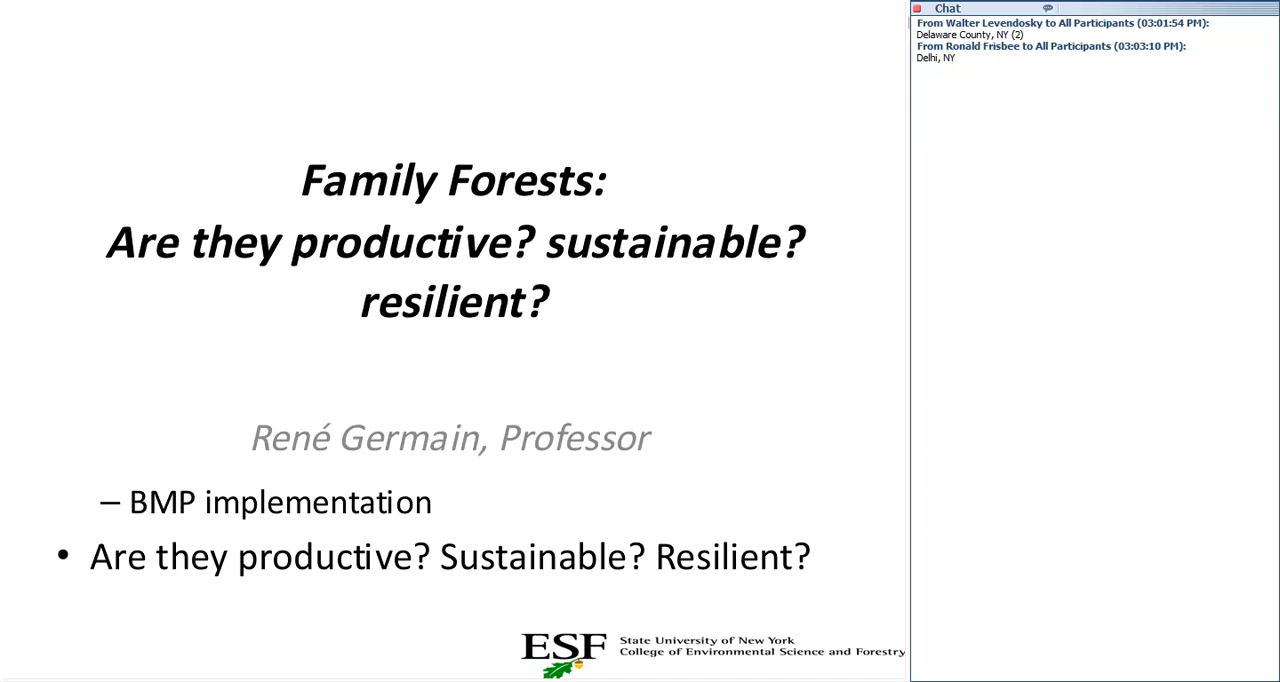 Family Forests:
Are they productive? sustainable?
resilient?
René Germain, Professor
– BMP implementation
• Are they productive? Sustainable? Resilient?
ESF
State University of New York
College of Environmental Science and Forestry
Chat
From Walter Levendosky to All Participants (03:01:54 PM):
Delaware County, NY (2)
From Ronald Frisbee to All Participants (03:03:10 PM):
Delhi, NY